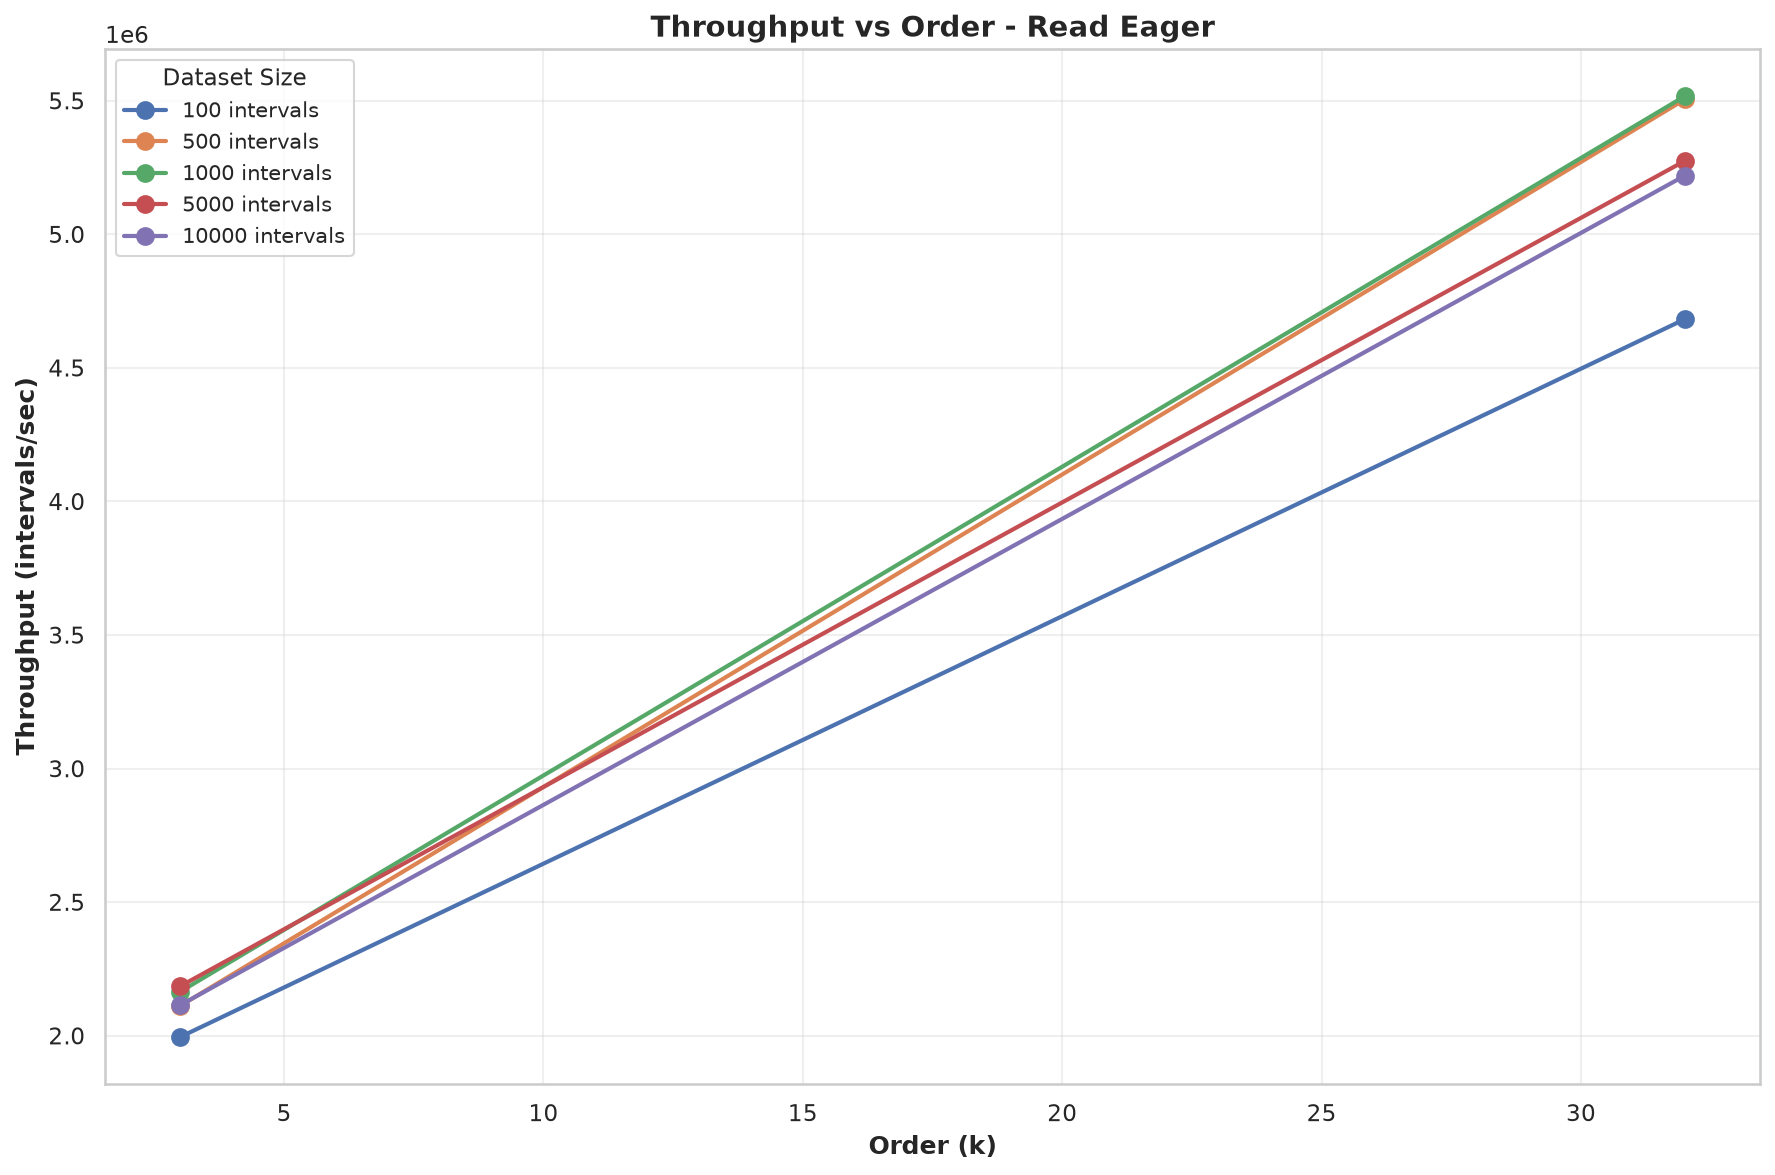 Throughput vs Order - Read Eager
1e6
Dataset Size
100 intervals
500 intervals
1000 intervals
5000 intervals
10000 intervals
5.5
5.0
4.5
4.0
3.5
3.0
2.5
2.0
Throughput (intervals/sec)
5 10 15 20 25 30
Order (k)